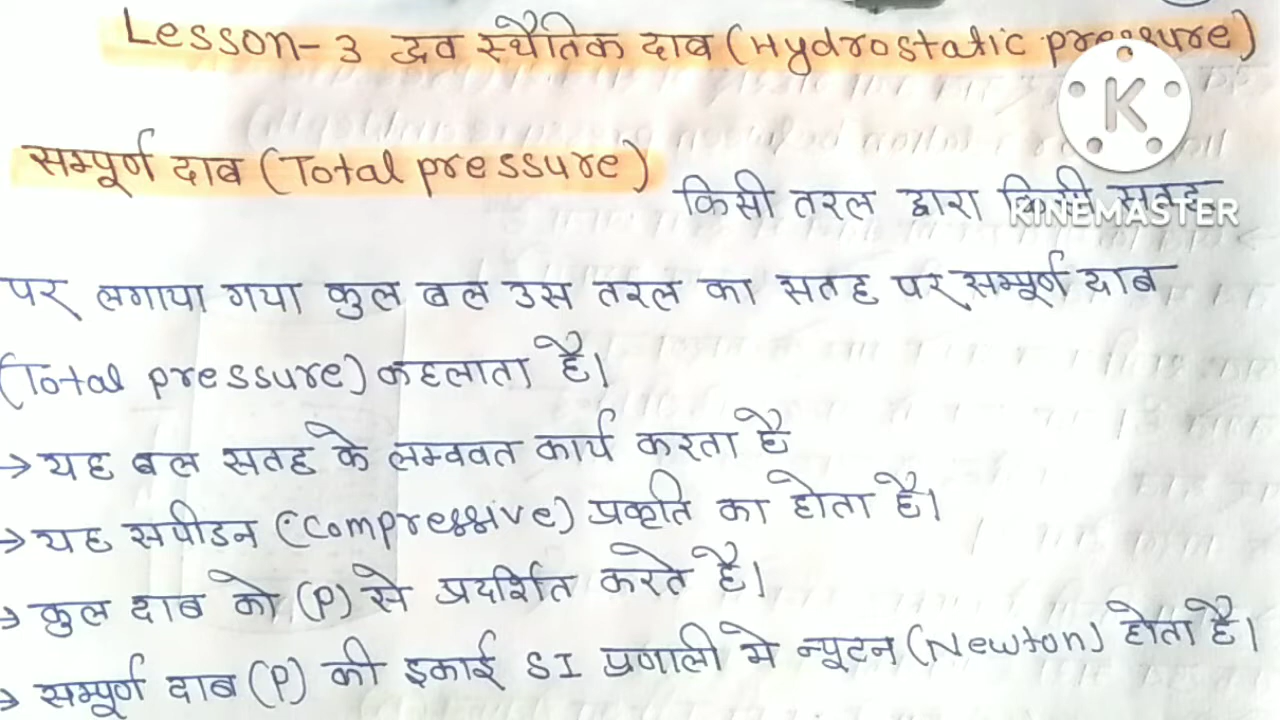 Lesson-3 द्रव स्थैतिक दाब (Hydrostatic pressure)
K
सम्पूर्ण दाब (Total pressure) किसी तरल द्वारा किसी सतह
KINEMASTER
पर लगाया गया कुल बल उस तरल का सतह पर सम्पूर्ण दाब
(Total pressure) कहलाता है।
→ यह बल सतह के लम्ववत कार्य करता है
→ यह सपीडन (Compressive) प्रकृति का होता है।
→ कुल दाब को (P) से प्रदर्शित करते है।
→ सम्पूर्ण दाब (P) की इकाई SI प्रणाली मे न्यूटन (Newton) होता है।